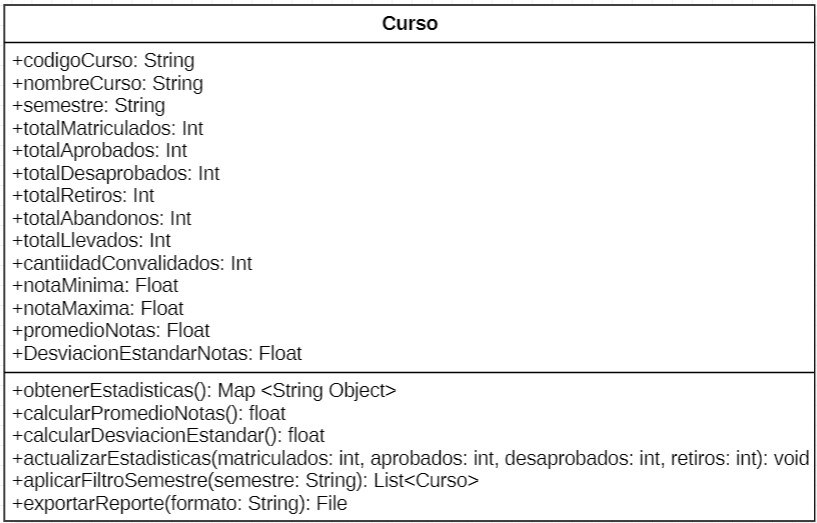 Curso
+codigoCurso: String
+nombreCurso: String
+semestre: String
+totalMatriculados: Int
+totalAprobados: Int
+totalDesaprobados: Int
+totalRetiros: Int
+totalAbandonos: Int
+totalLlevados: Int
+cantiidadConvalidados: Int
+notaMinima: Float
+notaMaxima: Float
+promedioNotas: Float
+DesviacionEstandarNotas: Float
+obtenerEstadisticas(): Map <String Object>
+calcularPromedioNotas(): float
+calcularDesviacionEstandar(): float
+actualizarEstadisticas(matriculados: int, aprobados: int, desaprobados: int, retiros: int): void
+aplicarFiltroSemestre(semestre: String): List<Curso>
+exportarReporte(formato: String): File